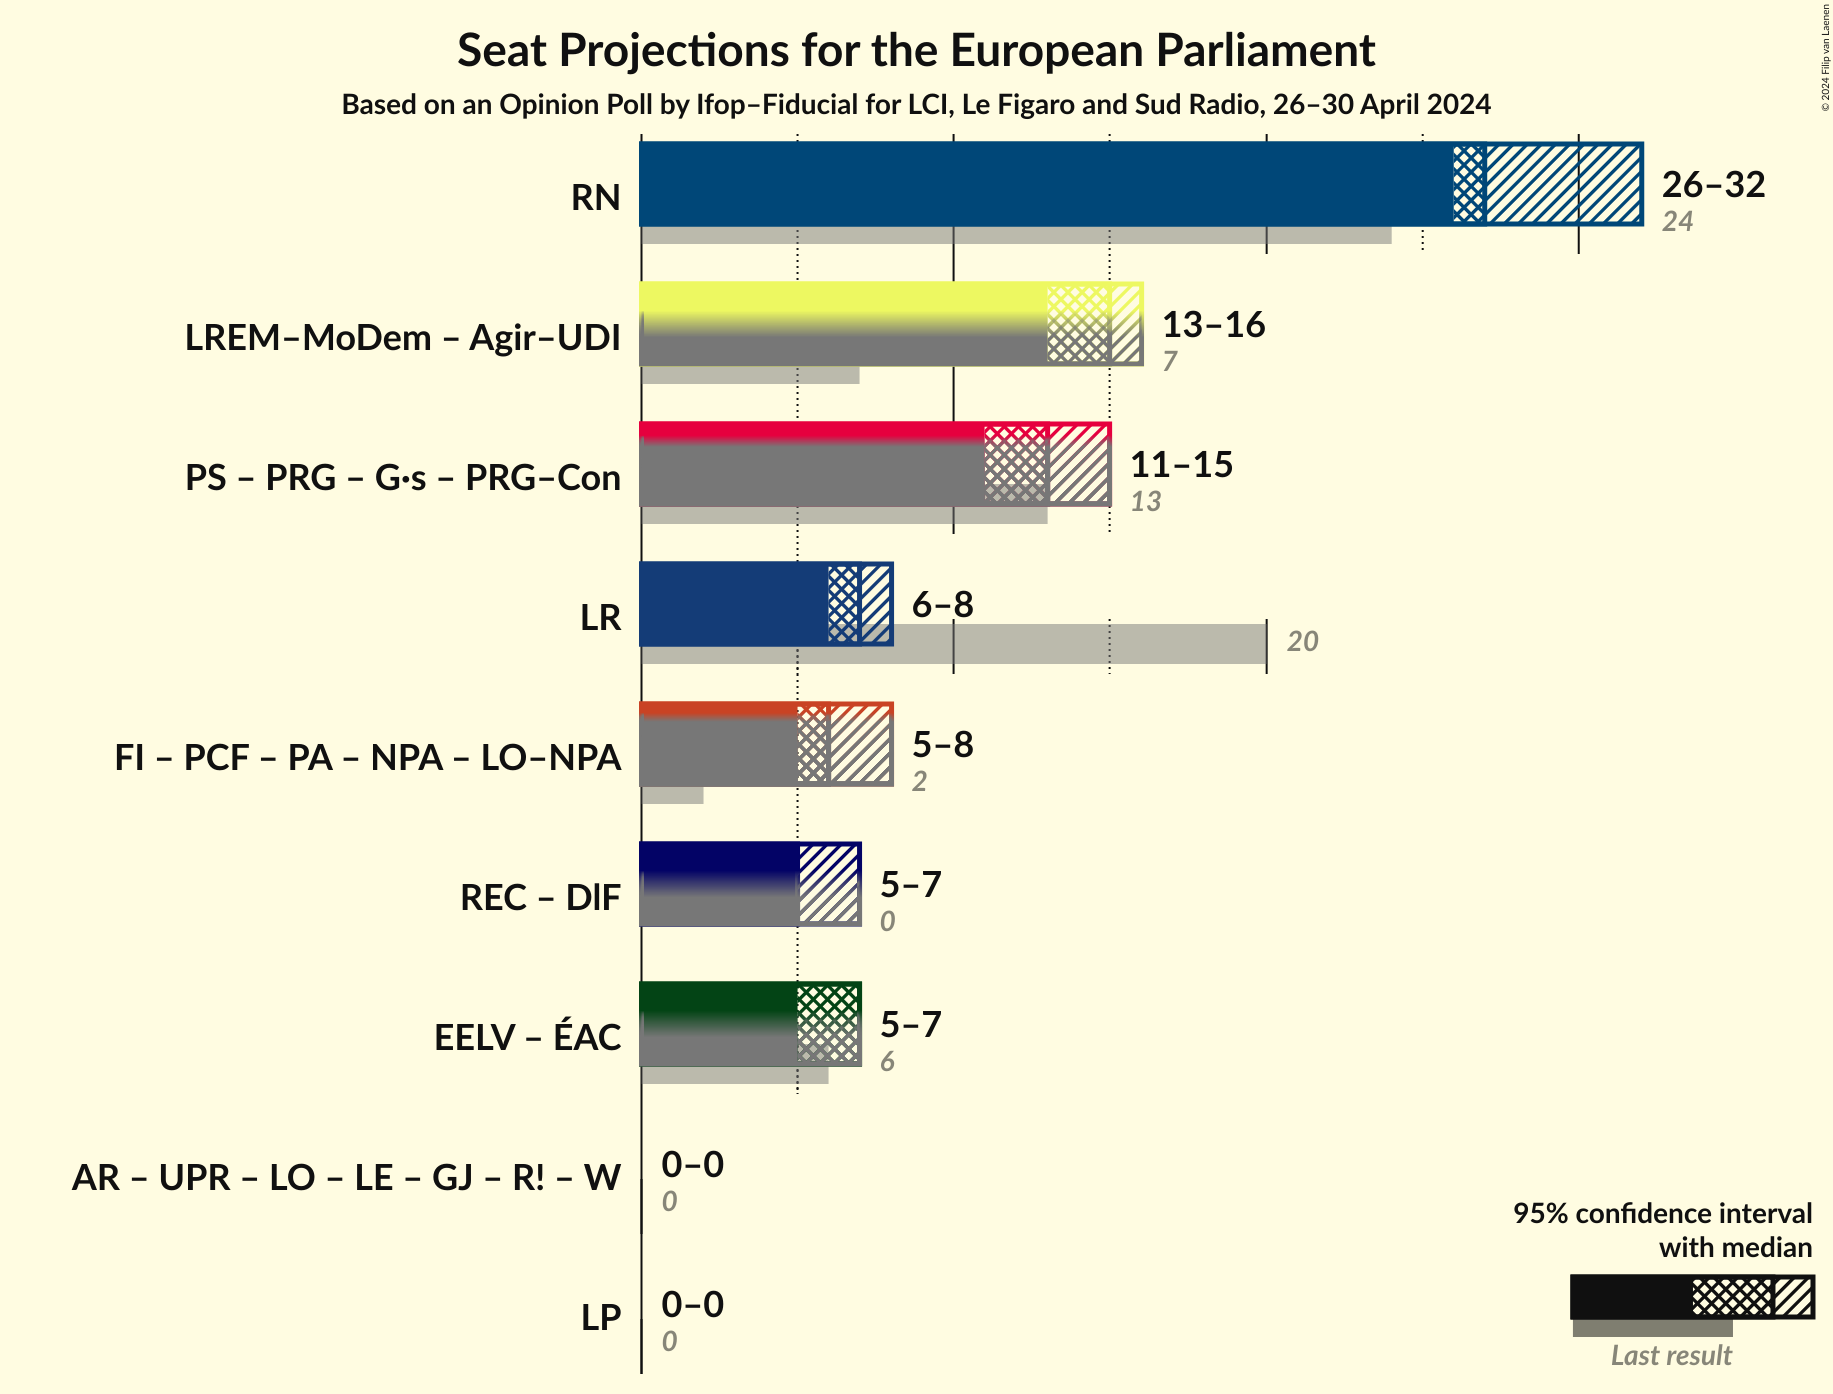 Seat Projections for the European Parliament
Based on an Opinion Poll by Ifop–Fiducial for LCI, Le Figaro and Sud Radio, 26–30 April 2024
© 2024 Filip van Laenen
RN
26–32
24
LREM–MoDem – Agir–UDI
13–16
7
PS – PRG – G·s – PRG–Con
11–15
13
LR
6–8
20
FI – PCF – PA – NPA – LO–NPA
5–8
2
REC – DlF
5–7
0
EELV – ÉAC
5–7
6
AR – UPR – LO – LE – GJ – R! – W
0–0
0
LP
0–0
0
95% confidence interval
with median
Last result